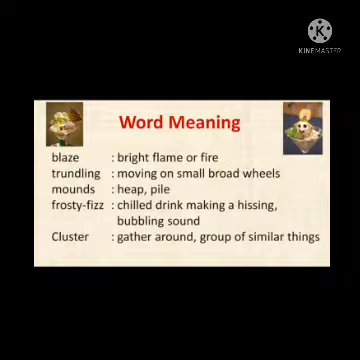 KINEMASTER
Word Meaning
blaze : bright flame or fire
trundling : moving on small broad wheels
mounds : heap, pile
frosty-fizz : chilled drink making a hissing,
bubbling sound
Cluster : gather around, group of similar things